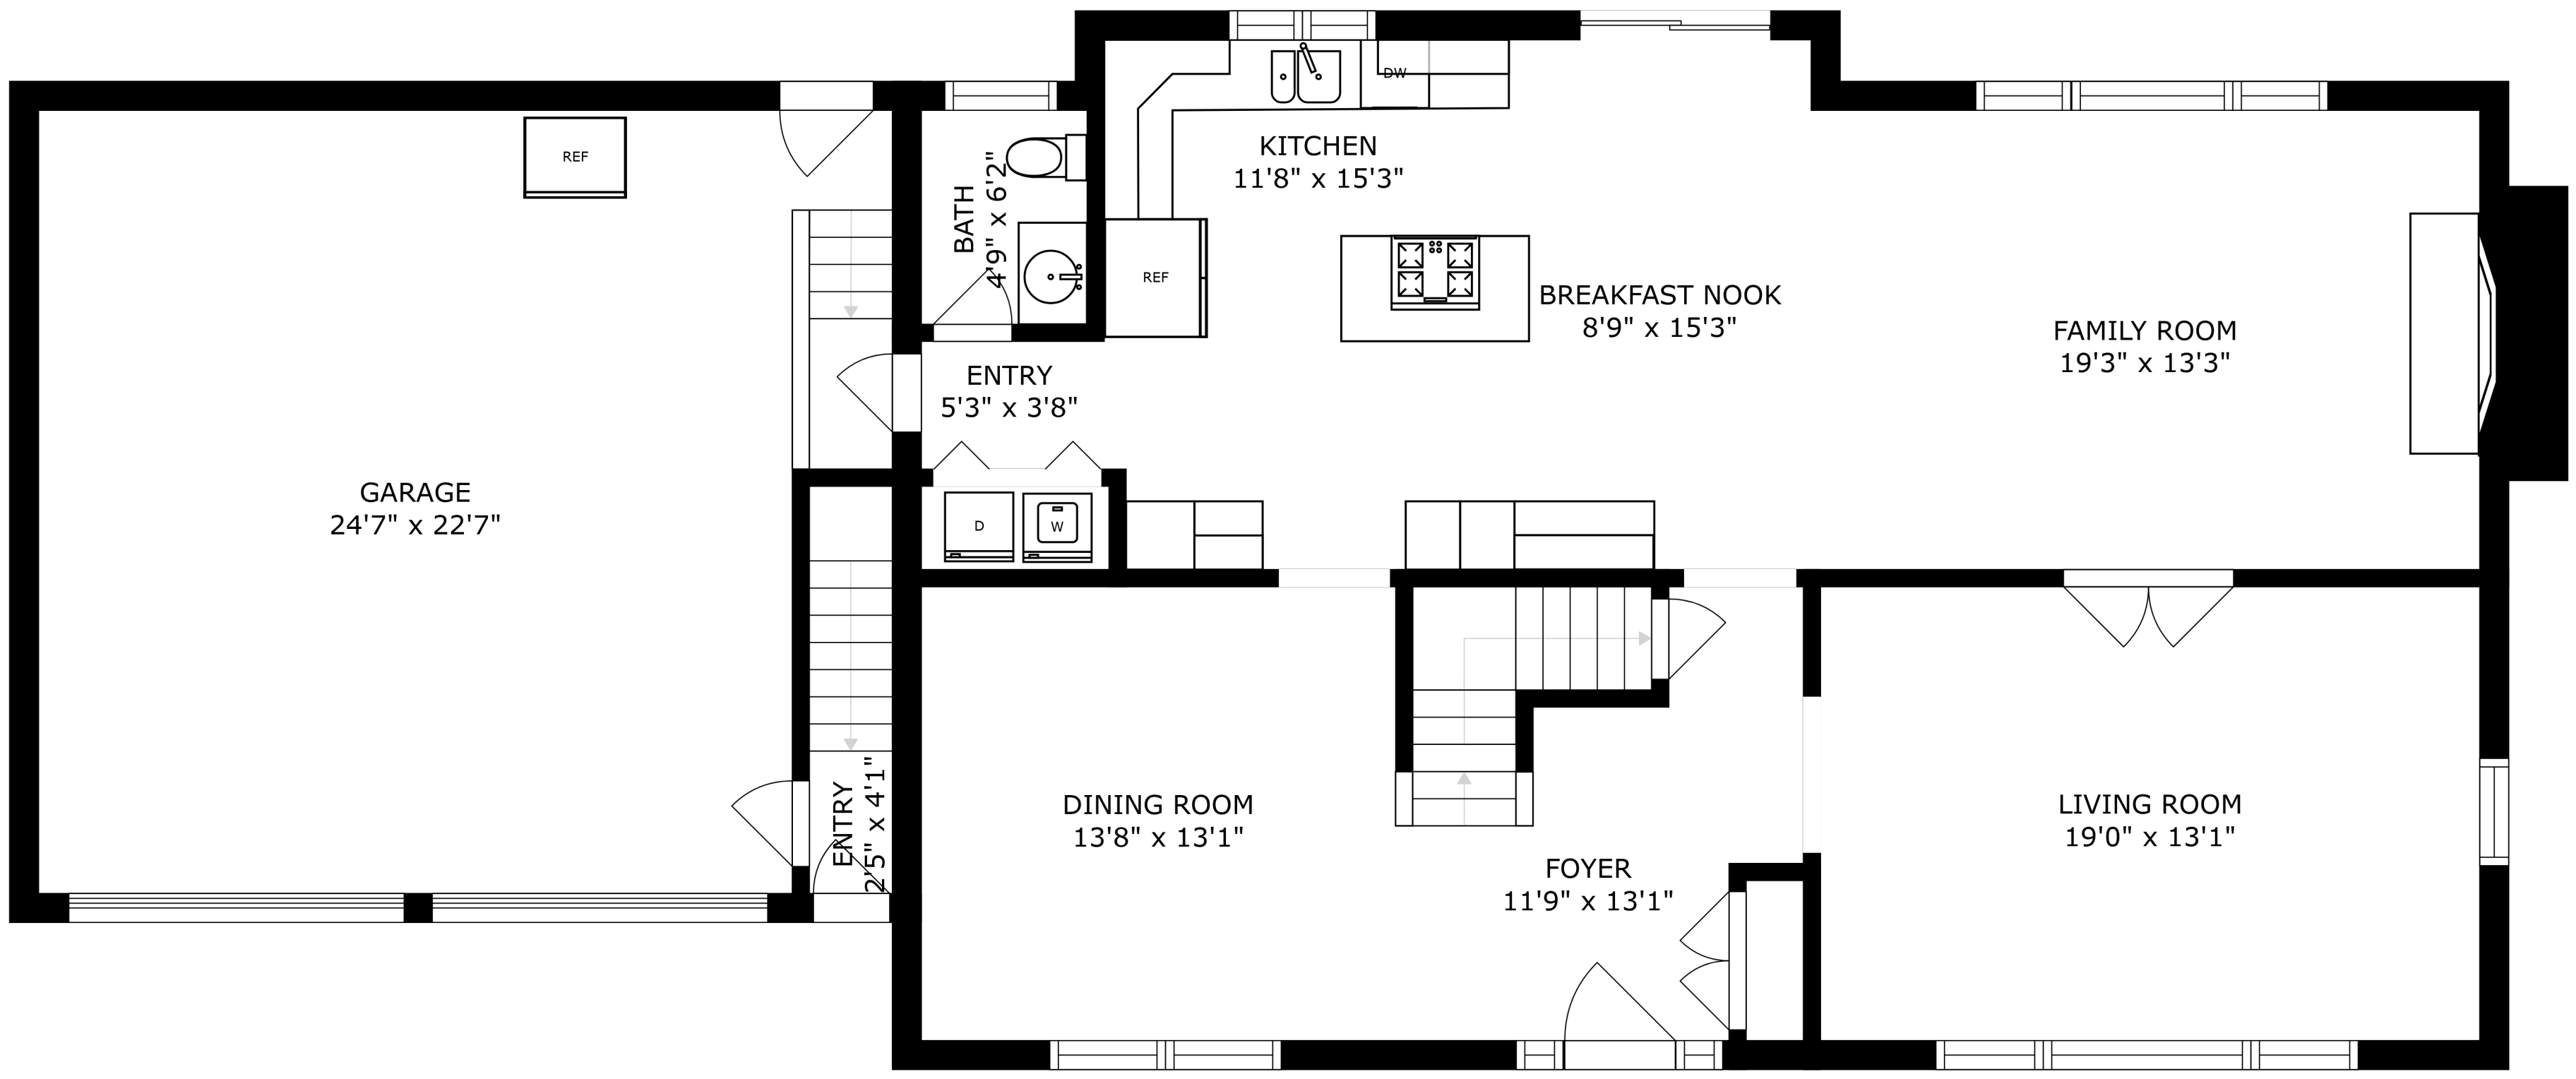 DW
REF
KITCHEN
11'8" x 15'3"
BATH
4'9" x 6'2"
REF
BREAKFAST NOOK
8'9" x 15'3"
FAMILY ROOM
19'3" x 13'3"
ENTRY
5'3" x 3'8"
GARAGE
24'7" x 22'7"
D
W
DINING ROOM
13'8" x 13'1"
LIVING ROOM
19'0" x 13'1"
ENTRY
2'5" x 4'1"
FOYER
11'9" x 13'1"